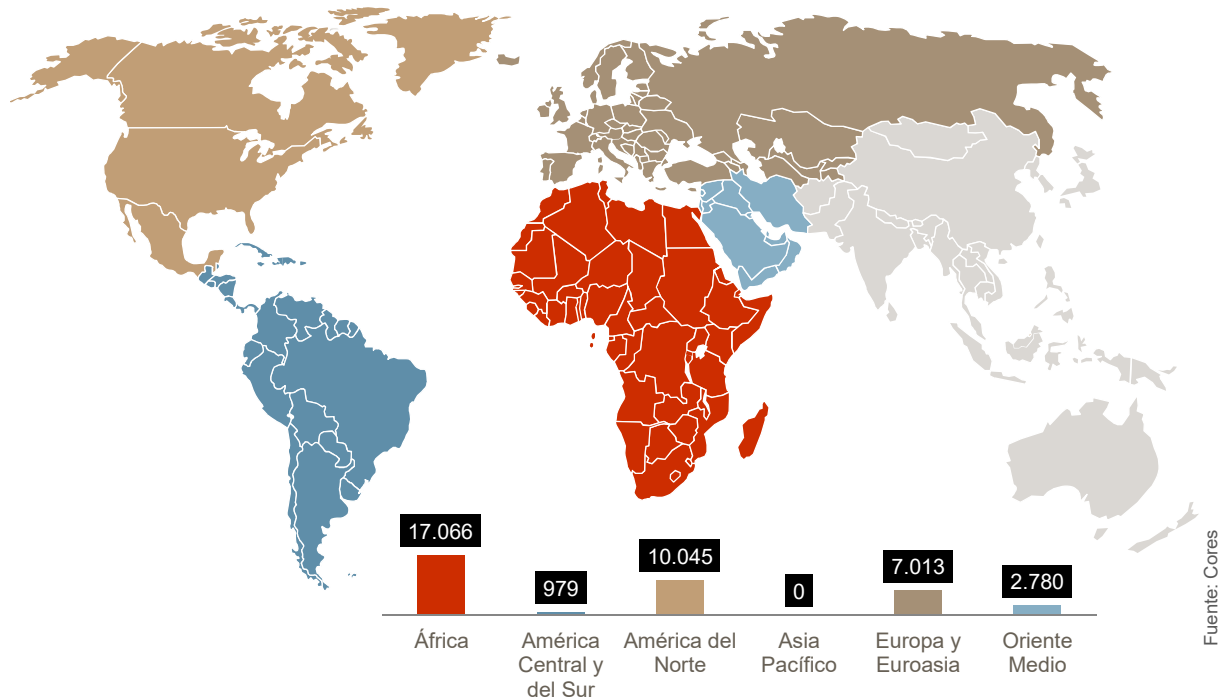 17.066
979
10.045
0
7.013
2.780
África
América
Central y
del Sur
América del
Norte
Asia
Pacífico
Europa y
Euroasia
Oriente
Medio
Fuente: Cores